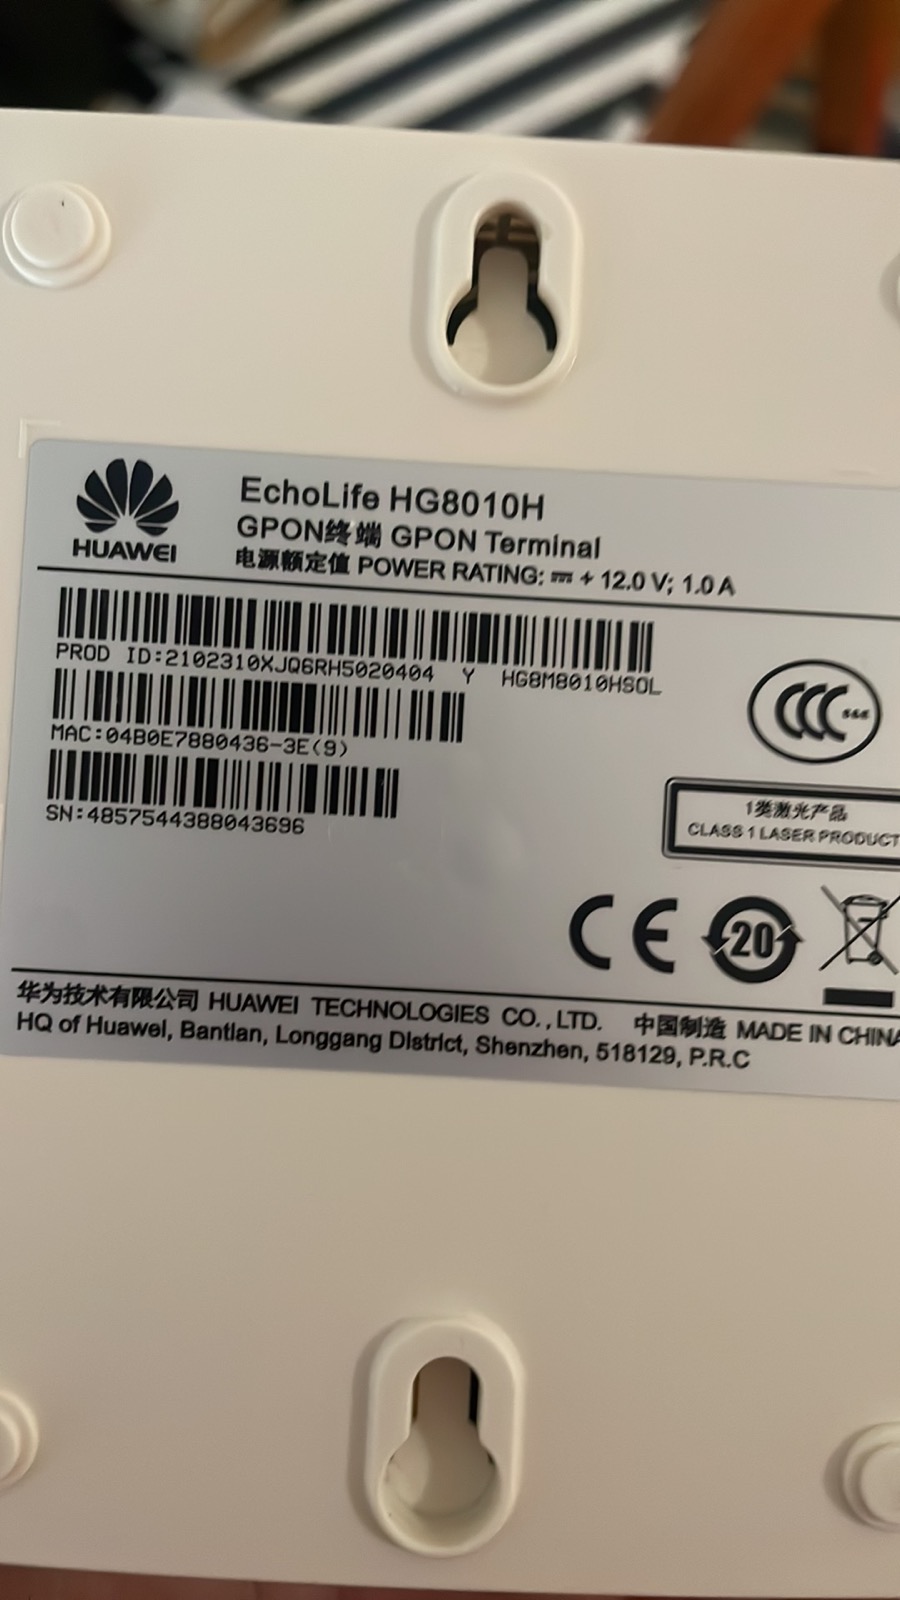 HUAWEI
EchoLife HG8010H
GPON终端 GPON Terminal
电源额定值 POWER RATING: ⎓ + 12.0 V; 1.0 A
PROD ID:2102310XJQ6RH5020404 Y HG8M8010HSOL
MAC:04B0E7880436-3E(9)
SN:4857544388043696
CCC S&E
1类激光产品
CLASS 1 LASER PRODUCT
CE
20
华为技术有限公司 HUAWEI TECHNOLOGIES CO.,LTD. 中国制造 MADE IN CHINA
HQ of Huawei, Bantian, Longgang District, Shenzhen, 518129, P.R.C